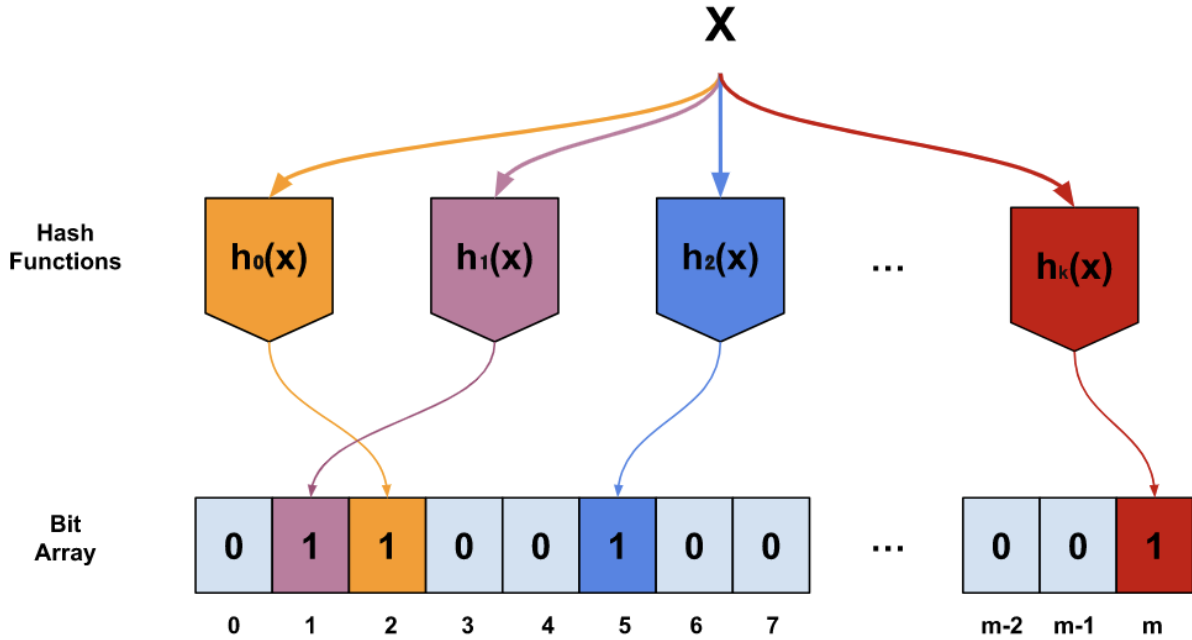 X
Hash
Functions
h₀(x) h₁(x) h₂(x) ... hₖ(x)
Bit
Array
0 1 1 0 0 1 0 0 ... 0 0 1
0 1 2 3 4 5 6 7 m-2 m-1 m